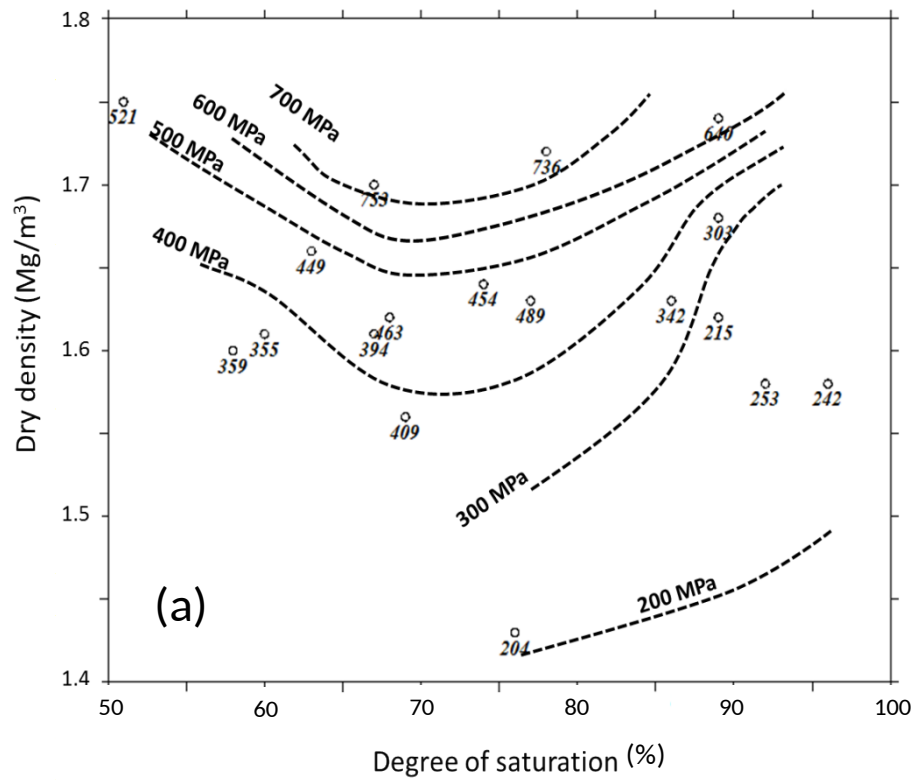 1.8
700 MPa
600 MPa
521
500 MPa
640
736
1.7
753
303
400 MPa
449
454
489
342
215
463
394
355
359
1.6
253
242
409
Dry density (Mg/m³)
300 MPa
1.5
(a)
200 MPa
204
1.4
50 60 70 80 90 100
Degree of saturation (%)